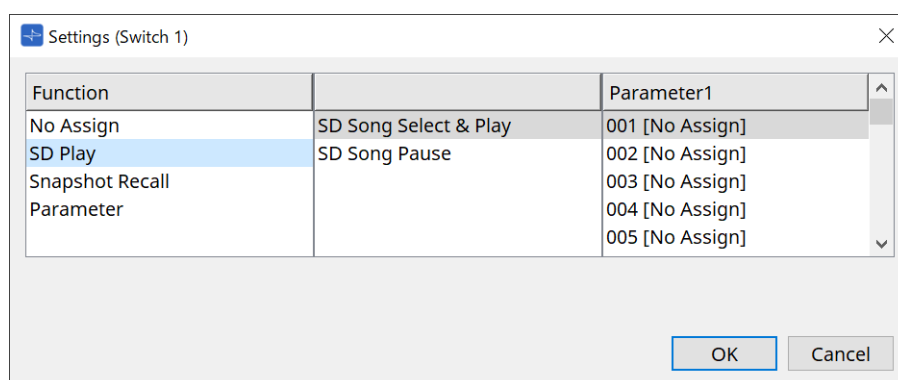 Settings (Switch 1)
Function Parameter1
No Assign SD Song Select & Play 001 [No Assign]
SD Play SD Song Pause 002 [No Assign]
Snapshot Recall 003 [No Assign]
Parameter 004 [No Assign]
005 [No Assign]
OK Cancel